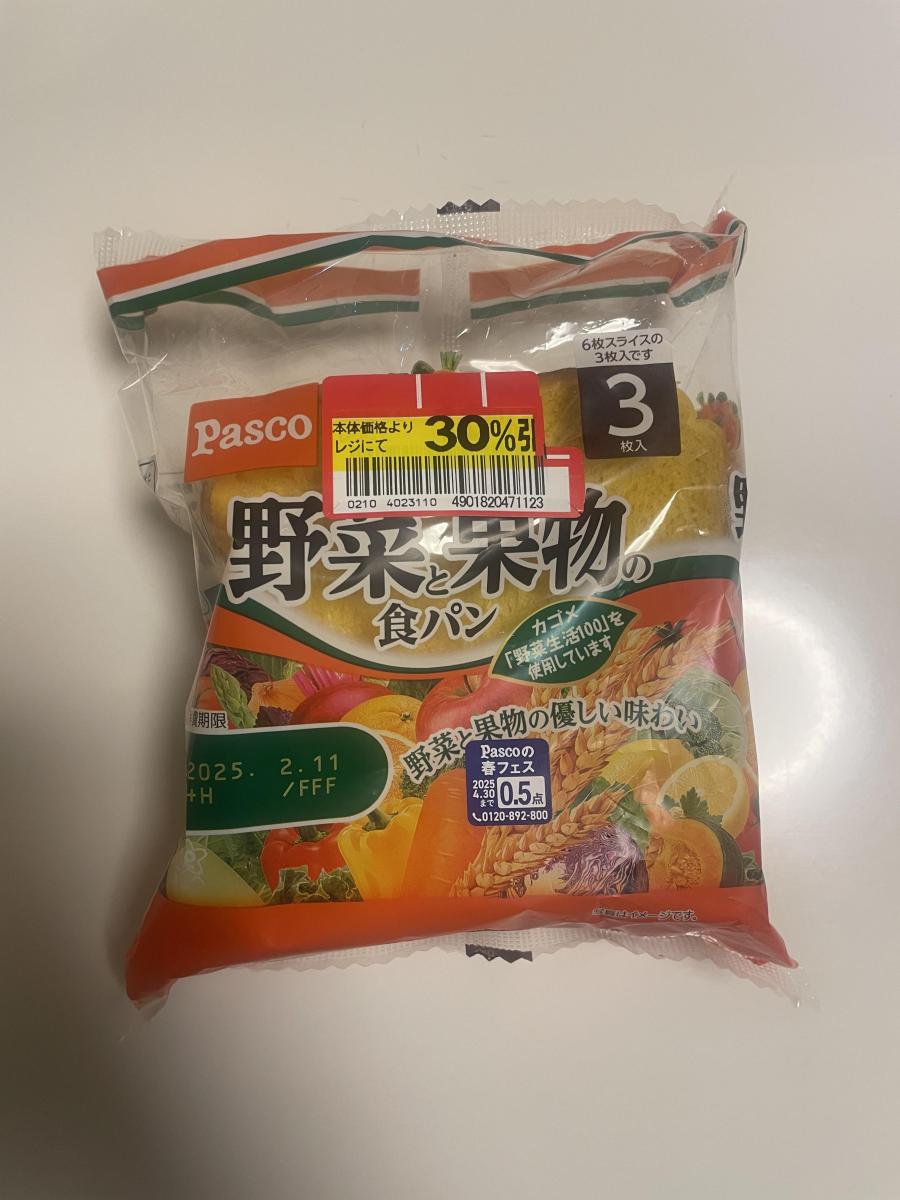 6枚スライスの
3枚入です
3
枚入
Pasco
本体価格より
レジにて
30%引
0210 4023110 4901820471123
野菜と果物の
食パン
カゴメ
「野菜生活100」を
使用しています
期限
2025. 2.11
+H /FFF
野菜と果物の優しい味わい
Pascoの
春フェス
2025
4.30
まで
0.5点
0120-892-800
写真はイメージです。